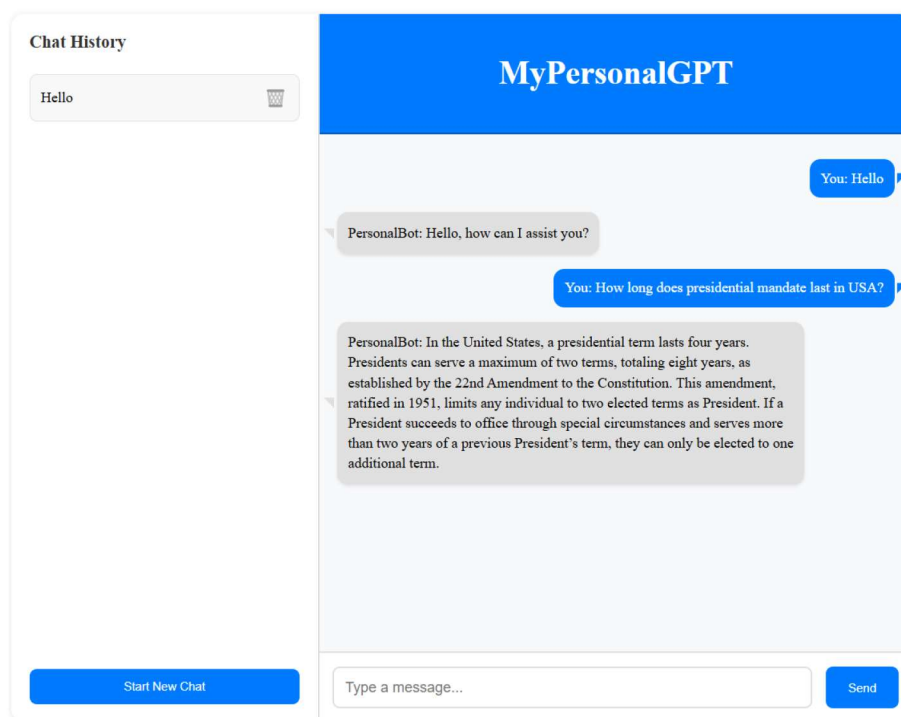 Chat History
Hello
Start New Chat
MyPersonalGPT
You: Hello
PersonalBot: Hello, how can I assist you?
You: How long does presidential mandate last in USA?
PersonalBot: In the United States, a presidential term lasts four years.
Presidents can serve a maximum of two terms, totaling eight years, as
established by the 22nd Amendment to the Constitution. This amendment,
ratified in 1951, limits any individual to two elected terms as President. If a
President succeeds to office through special circumstances and serves more
than two years of a previous President’s term, they can only be elected to one
additional term.
Type a message...
Send